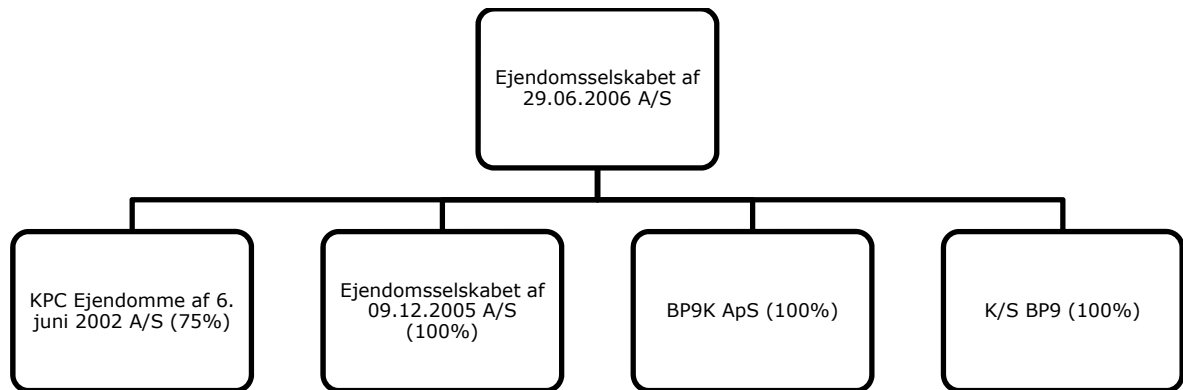 Ejendomsselskabet af
29.06.2006 A/S
KPC Ejendomme af 6.
juni 2002 A/S (75%)
Ejendomsselskabet af
09.12.2005 A/S
(100%)
BP9K ApS (100%)
K/S BP9 (100%)